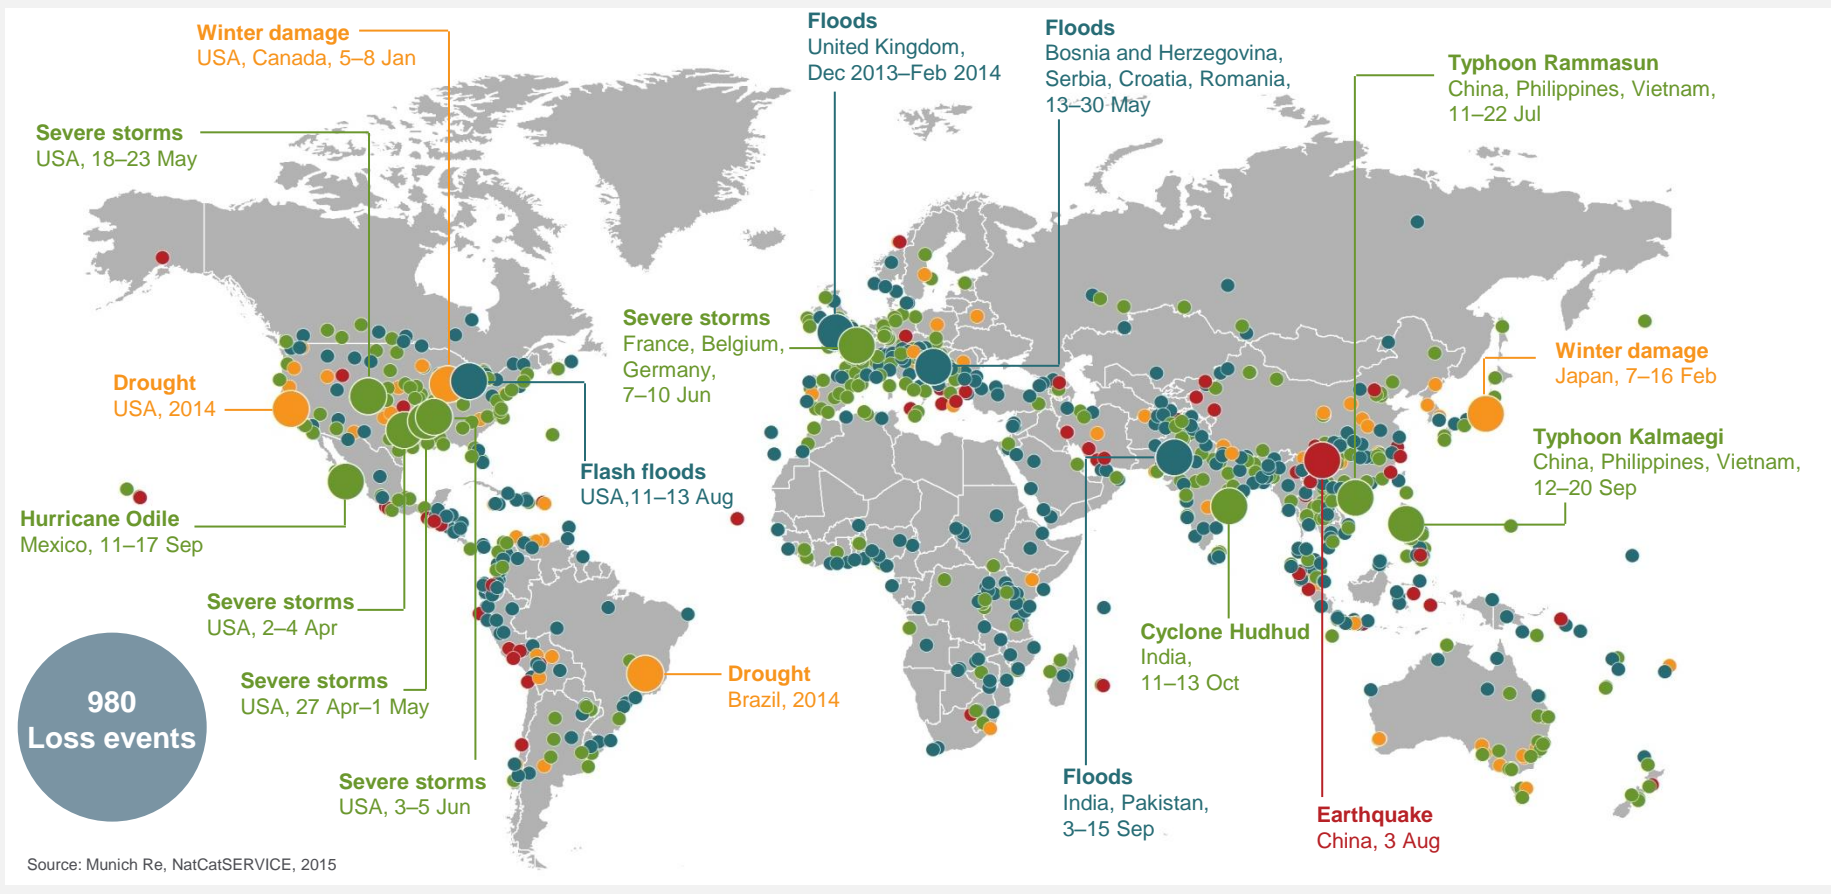 Winter damage
USA, Canada, 5–8 Jan
Floods
United Kingdom,
Dec 2013–Feb 2014
Floods
Bosnia and Herzegovina,
Serbia, Croatia, Romania,
13–30 May
Typhoon Rammasun
China, Philippines, Vietnam,
11–22 Jul
Severe storms
USA, 18–23 May
Severe storms
France, Belgium,
Germany,
7–10 Jun
Winter damage
Japan, 7–16 Feb
Drought
USA, 2014
Typhoon Kalmaegi
China, Philippines, Vietnam,
12–20 Sep
Flash floods
USA,11–13 Aug
Hurricane Odile
Mexico, 11–17 Sep
Severe storms
USA, 2–4 Apr
Cyclone Hudhud
India,
11–13 Oct
Severe storms
USA, 27 Apr–1 May
Drought
Brazil, 2014
980
Loss events
Severe storms
USA, 3–5 Jun
Floods
India, Pakistan,
3–15 Sep
Earthquake
China, 3 Aug
Source: Munich Re, NatCatSERVICE, 2015